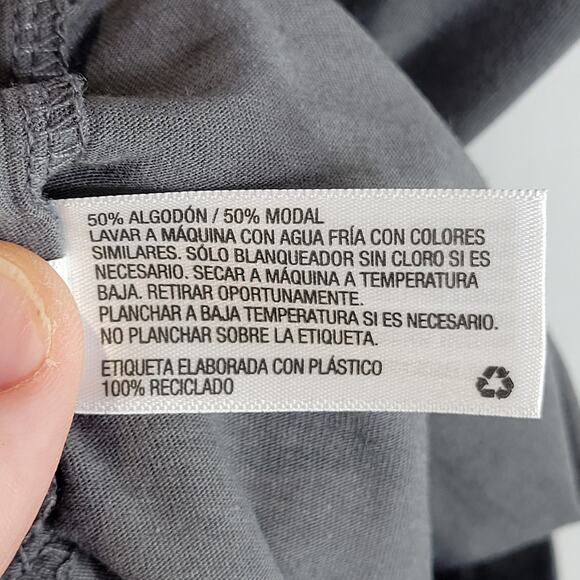 50% ALGODÓN / 50% MODAL
LAVAR A MÁQUINA CON AGUA FRÍA CON COLORES
SIMILARES. SÓLO BLANQUEADOR SIN CLORO SI ES
NECESARIO. SECAR A MÁQUINA A TEMPERATURA
BAJA. RETIRAR OPORTUNAMENTE.
PLANCHAR A BAJA TEMPERATURA SI ES NECESARIO.
NO PLANCHAR SOBRE LA ETIQUETA.
ETIQUETA ELABORADA CON PLÁSTICO
100% RECICLADO